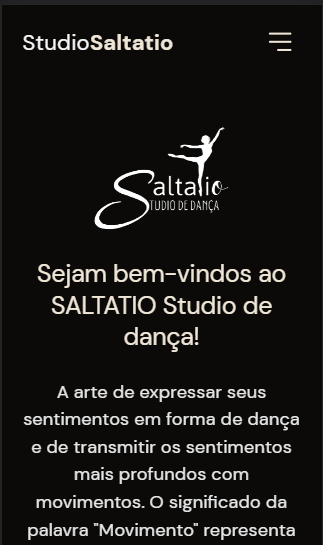 StudioSaltatio
Saltatio
STUDIO DE DANÇA
Sejam bem-vindos ao
SALTATIO Studio de
dança!
A arte de expressar seus
sentimentos em forma de dança
e de transmitir os sentimentos
mais profundos com
movimentos. O significado da
palavra "Movimento" representa